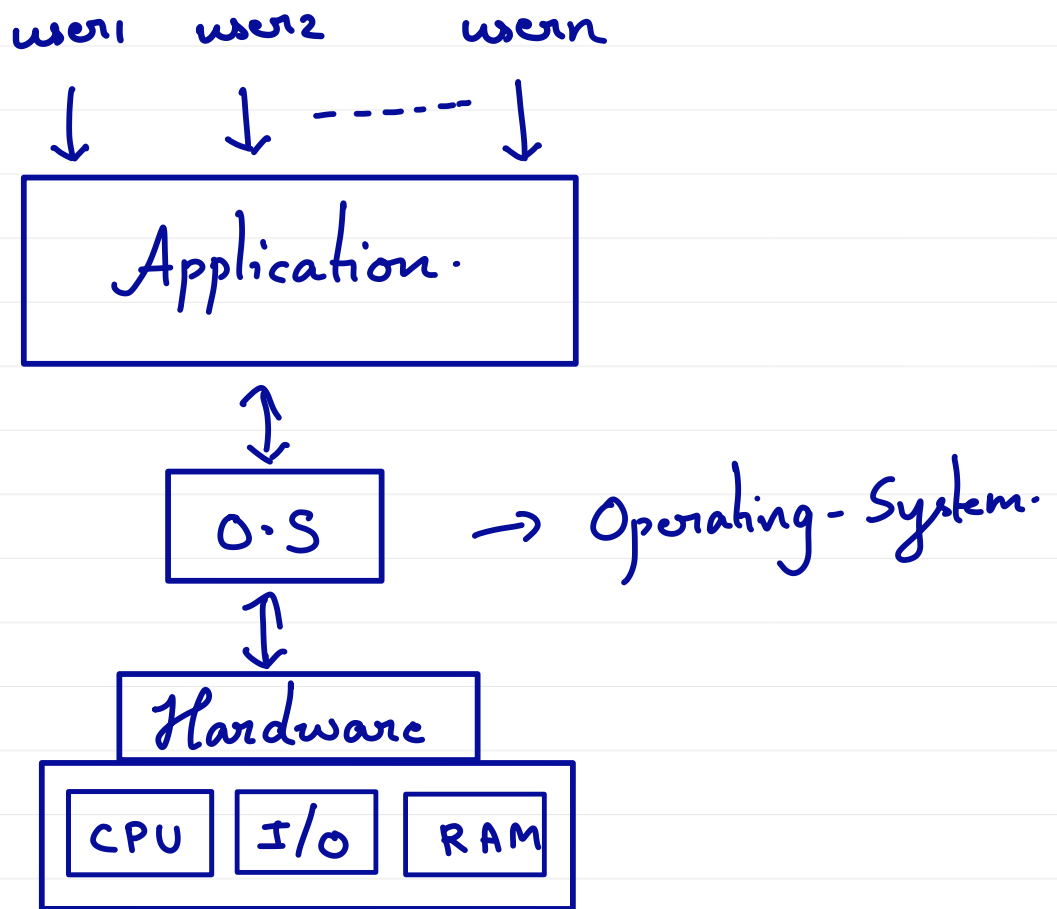 user1 user2 usern
Application.
O.S → Operating-System.
Hardware
CPU I/O RAM